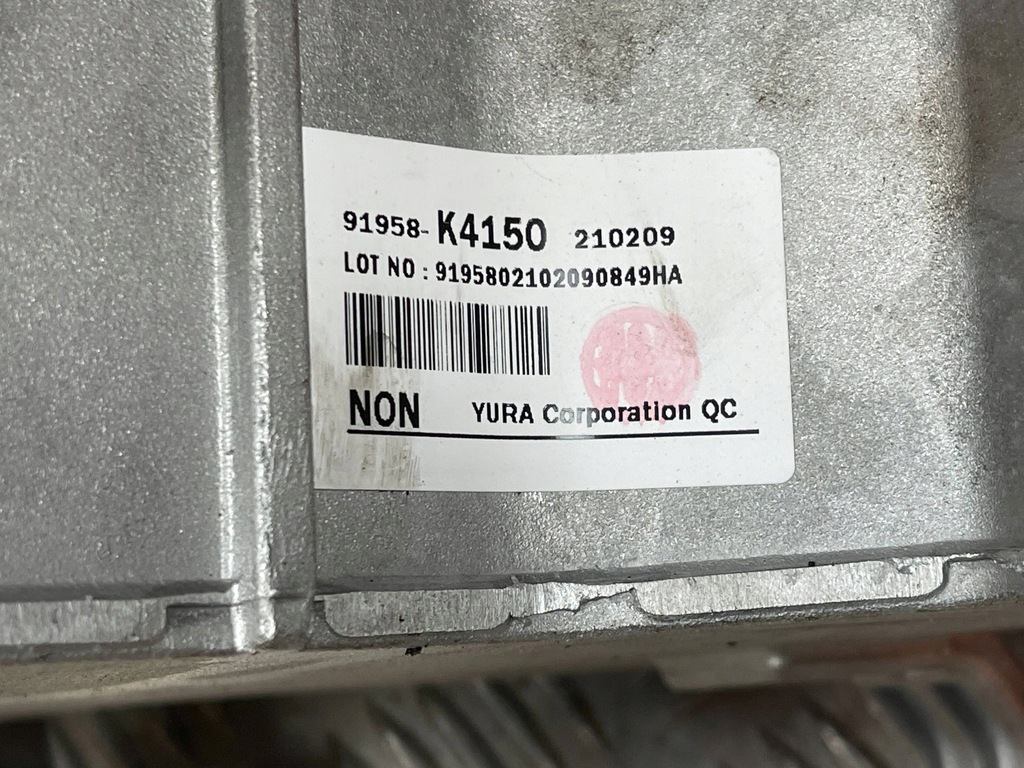 91958-K4150 210209
LOT NO : 9195802102090849HA
NON YURA Corporation QC